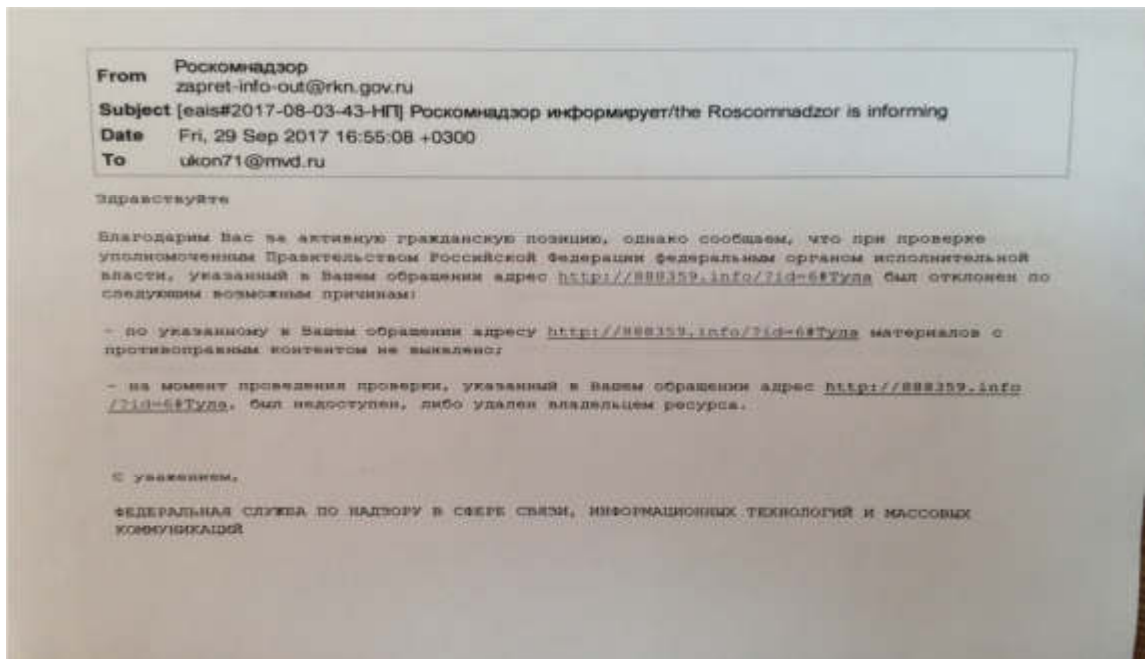 From Роскомнадзор
zapret-info-out@rkn.gov.ru
Subject [eais#2017-08-03-43-НП] Роскомнадзор информирует/the Roscomnadzor is informing
Date Fri, 29 Sep 2017 16:55:08 +0300
To ukon71@mvd.ru
Здравствуйте
Благодарим Вас за активную гражданскую позицию, однако сообщаем, что при проверке
уполномоченным Правительством Российской Федерации федеральным органом исполнительной
власти, указанный в Вашем обращении адрес http://888359.info/?id=6#Тула был отклонен по
следующим возможным причинам:
- по указанному в Вашем обращении адресу http://888359.info/?id=6#Тула материалов с
противоправным контентом не выявлено;
- на момент проведения проверки, указанный в Вашем обращении адрес http://888359.info
/?id=6#Тула, был недоступен, либо удален владельцем ресурса.
С уважением,
ФЕДЕРАЛЬНАЯ СЛУЖБА ПО НАДЗОРУ В СФЕРЕ СВЯЗИ, ИНФОРМАЦИОННЫХ ТЕХНОЛОГИЙ И МАССОВЫХ
КОММУНИКАЦИЙ